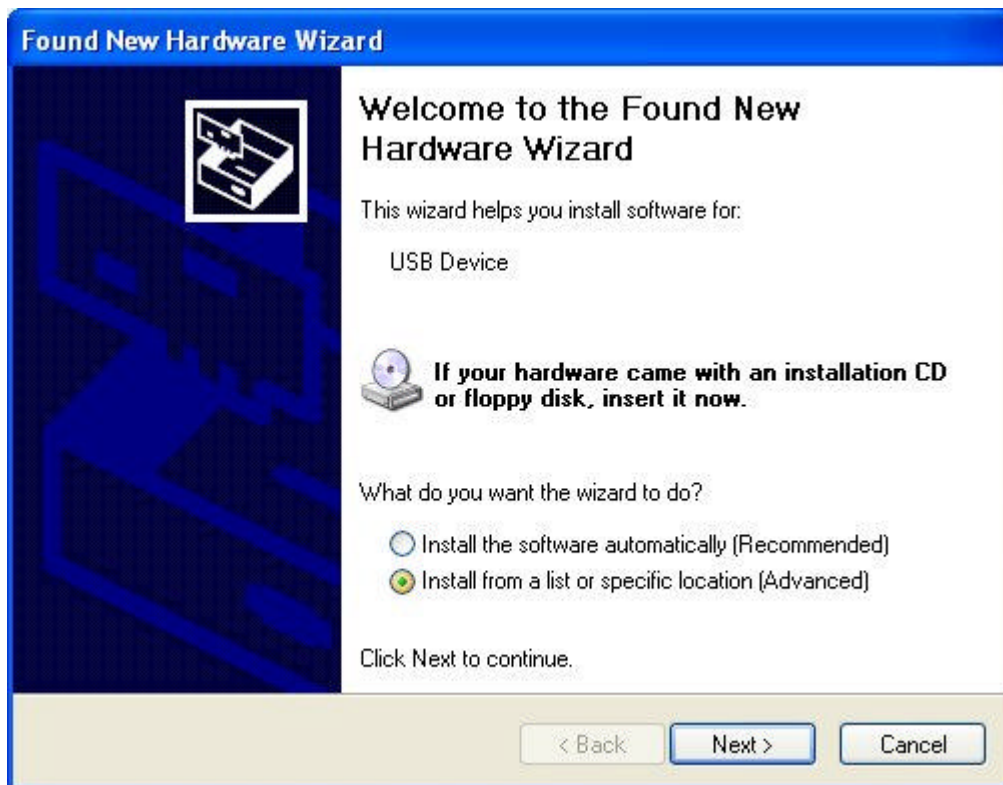 Found New Hardware Wizard
Welcome to the Found New
Hardware Wizard
This wizard helps you install software for:
USB Device
If your hardware came with an installation CD
or floppy disk, insert it now.
What do you want the wizard to do?
Install the software automatically (Recommended)
Install from a list or specific location (Advanced)
Click Next to continue.
< Back Next > Cancel